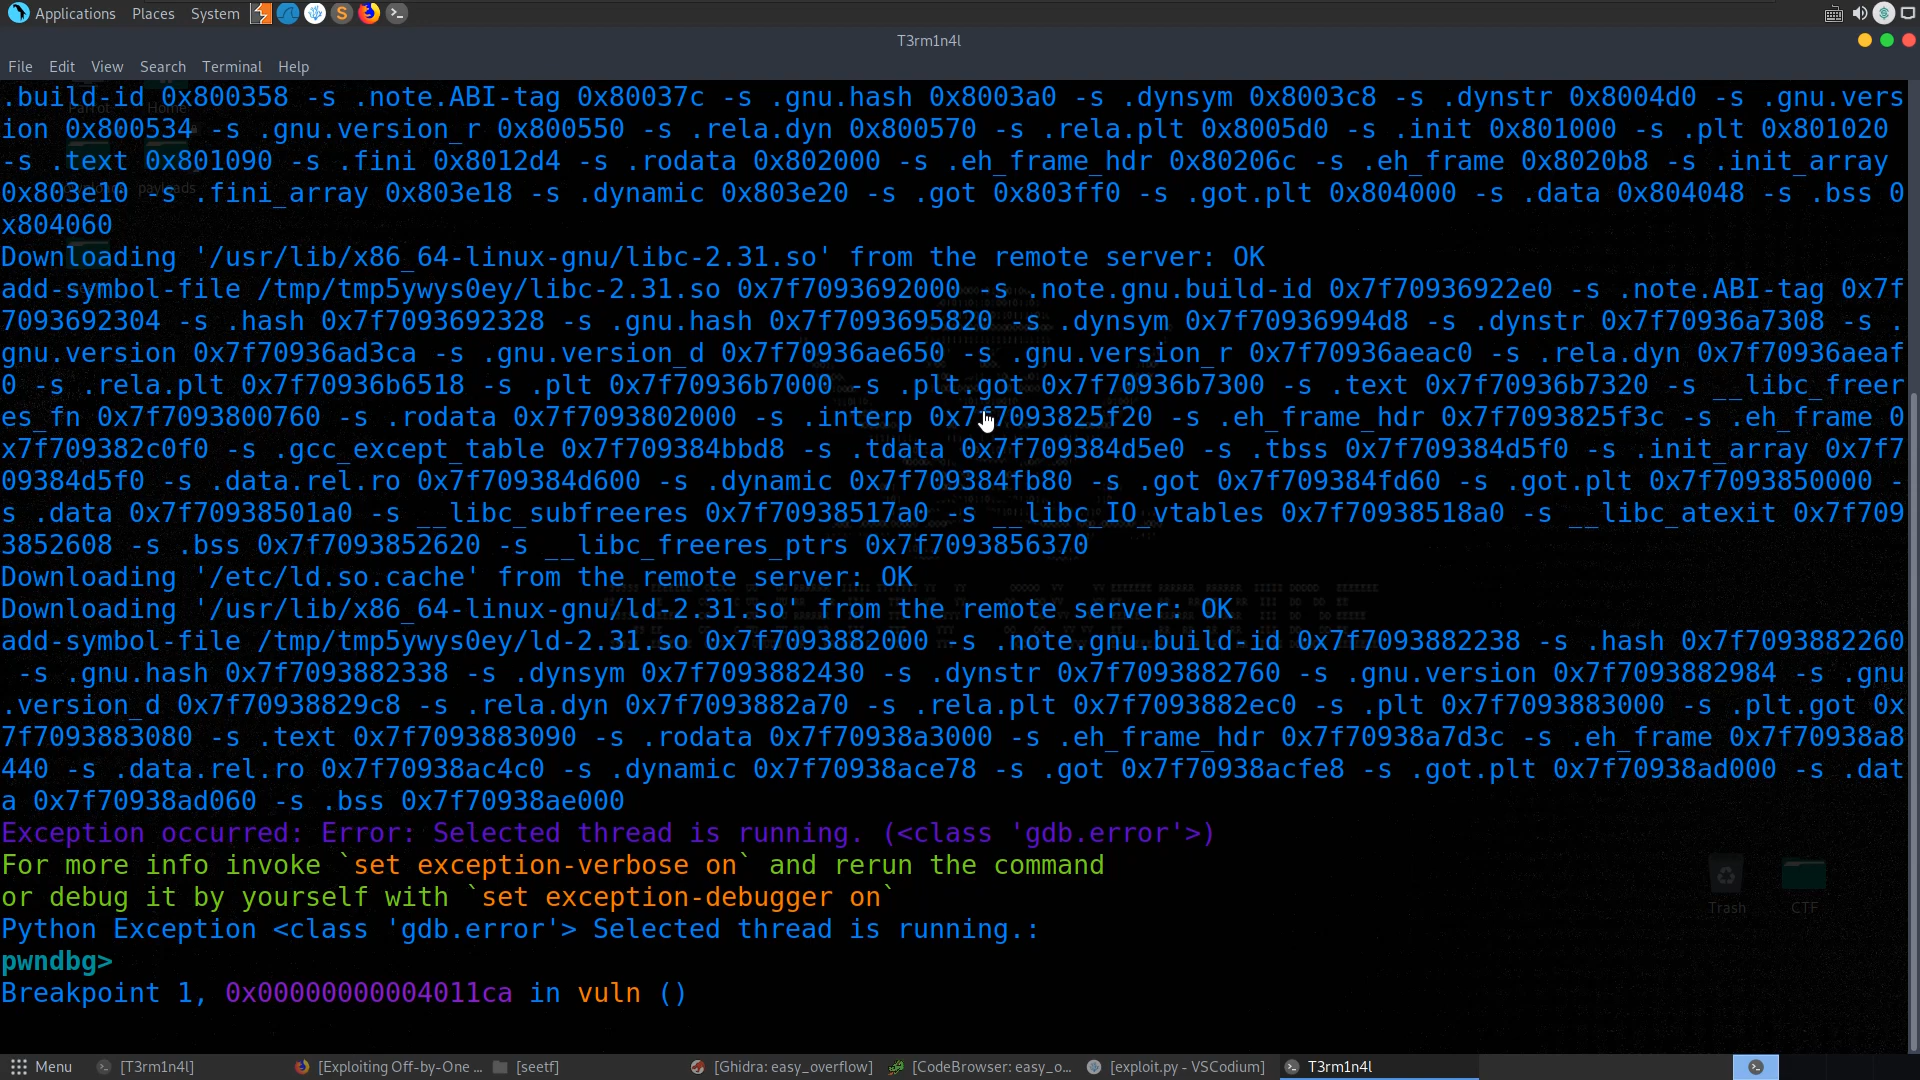 Applications Places System
T3rm1n4l
File Edit View Search Terminal Help
.build-id 0x800358 -s .note.ABI-tag 0x80037c -s .gnu.hash 0x8003a0 -s .dynsym 0x8003c8 -s .dynstr 0x8004d0 -s .gnu.vers
ion 0x800534 -s .gnu.version_r 0x800550 -s .rela.dyn 0x800570 -s .rela.plt 0x8005d0 -s .init 0x801000 -s .plt 0x801020
-s .text 0x801090 -s .fini 0x8012d4 -s .rodata 0x802000 -s .eh_frame_hdr 0x80206c -s .eh_frame 0x8020b8 -s .init_array
0x803e10 -s .fini_array 0x803e18 -s .dynamic 0x803e20 -s .got 0x803ff0 -s .got.plt 0x804000 -s .data 0x804048 -s .bss 0
x804060
Downloading '/usr/lib/x86_64-linux-gnu/libc-2.31.so' from the remote server: OK
add-symbol-file /tmp/tmp5ywys0ey/libc-2.31.so 0x7f7093692000 -s .note.gnu.build-id 0x7f70936922e0 -s .note.ABI-tag 0x7f
7093692304 -s .hash 0x7f7093692328 -s .gnu.hash 0x7f7093695820 -s .dynsym 0x7f70936994d8 -s .dynstr 0x7f70936a7308 -s .
gnu.version 0x7f70936ad3ca -s .gnu.version_d 0x7f70936ae650 -s .gnu.version_r 0x7f70936aeac0 -s .rela.dyn 0x7f70936aeaf
0 -s .rela.plt 0x7f70936b6518 -s .plt 0x7f70936b7000 -s .plt.got 0x7f70936b7300 -s .text 0x7f70936b7320 -s __libc_freer
es_fn 0x7f7093800760 -s .rodata 0x7f7093802000 -s .interp 0x7f7093825f20 -s .eh_frame_hdr 0x7f7093825f3c -s .eh_frame 0
x7f709382c0f0 -s .gcc_except_table 0x7f709384bbd8 -s .tdata 0x7f709384d5e0 -s .tbss 0x7f709384d5f0 -s .init_array 0x7f7
09384d5f0 -s .data.rel.ro 0x7f709384d600 -s .dynamic 0x7f709384fb80 -s .got 0x7f709384fd60 -s .got.plt 0x7f7093850000 -
s .data 0x7f70938501a0 -s __libc_subfreeres 0x7f70938517a0 -s __libc_IO_vtables 0x7f70938518a0 -s __libc_atexit 0x7f709
3852608 -s .bss 0x7f7093852620 -s __libc_freeres_ptrs 0x7f7093856370
Downloading '/etc/ld.so.cache' from the remote server: OK
Downloading '/usr/lib/x86_64-linux-gnu/ld-2.31.so' from the remote server: OK
add-symbol-file /tmp/tmp5ywys0ey/ld-2.31.so 0x7f7093882000 -s .note.gnu.build-id 0x7f7093882238 -s .hash 0x7f7093882260
-s .gnu.hash 0x7f7093882338 -s .dynsym 0x7f7093882430 -s .dynstr 0x7f7093882760 -s .gnu.version 0x7f7093882984 -s .gnu
.version_d 0x7f70938829c8 -s .rela.dyn 0x7f7093882a70 -s .rela.plt 0x7f7093882ec0 -s .plt 0x7f7093883000 -s .plt.got 0x
7f7093883080 -s .text 0x7f7093883090 -s .rodata 0x7f70938a3000 -s .eh_frame_hdr 0x7f70938a7d3c -s .eh_frame 0x7f70938a8
440 -s .data.rel.ro 0x7f70938ac4c0 -s .dynamic 0x7f70938ace78 -s .got 0x7f70938acfe8 -s .got.plt 0x7f70938ad000 -s .dat
a 0x7f70938ad060 -s .bss 0x7f70938ae000
Exception occurred: Error: Selected thread is running. (<class 'gdb.error'>)
For more info invoke `set exception-verbose on` and rerun the command
or debug it by yourself with `set exception-debugger on`
Python Exception <class 'gdb.error'> Selected thread is running.:
pwndbg>
Breakpoint 1, 0x00000000004011ca in vuln ()
Trash CTF
Menu [T3rm1n4l] [Exploiting Off-by-One ... [seetf] [Ghidra: easy_overflow] [CodeBrowser: easy_o... [exploit.py - VSCodium] T3rm1n4l